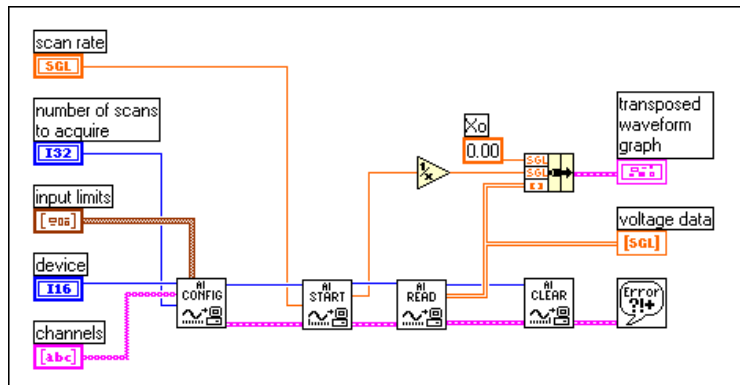 scan rate
SGL
number of scans
to acquire
I32
input limits
device
I16
channels
[abc]
AI
CONFIG
AI
START
AI
READ
AI
CLEAR
Error
?!+
1/x
Xo
0.00
SGL
SGL
[ ]
transposed
waveform
graph
voltage data
[SGL]